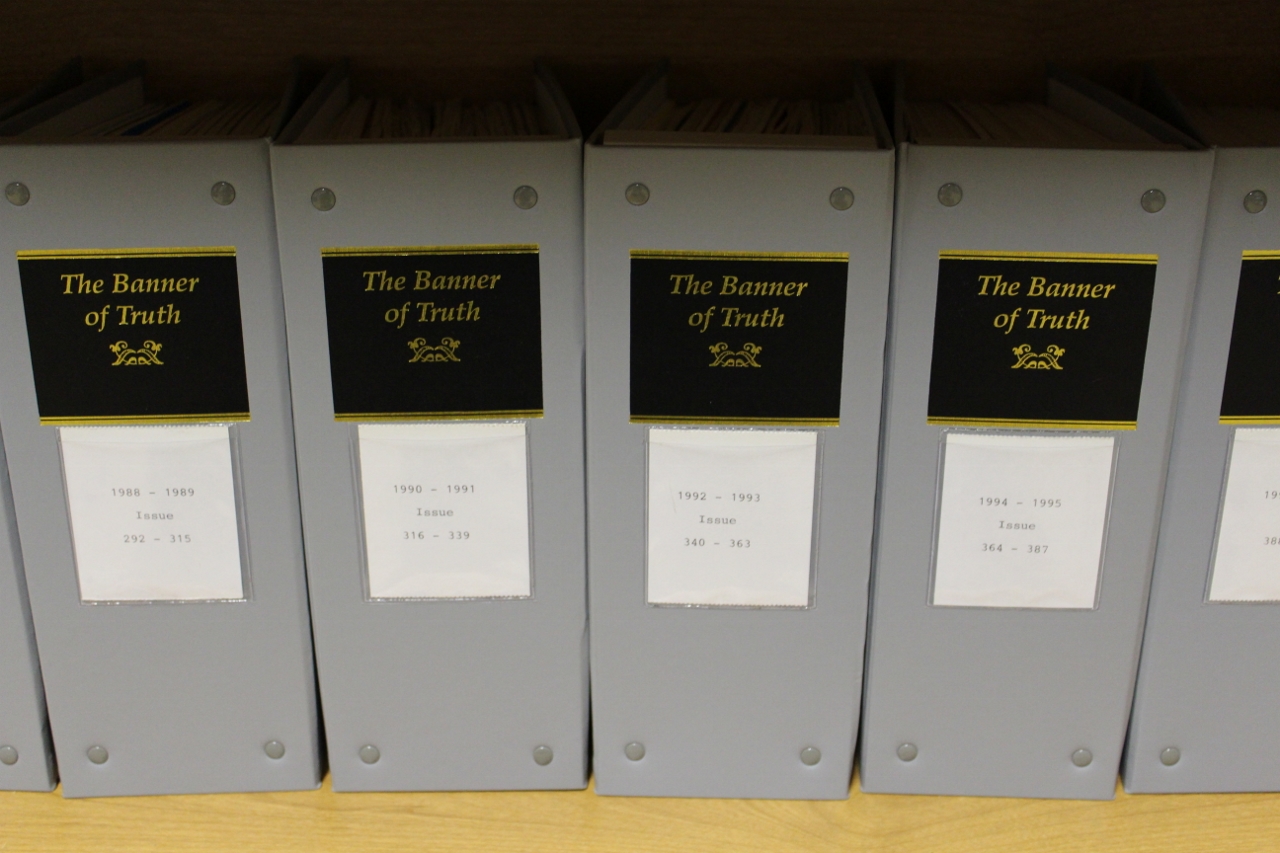 The Banner
of Truth
1988 - 1989
Issue
292 - 315
The Banner
of Truth
1990 - 1991
Issue
316 - 339
The Banner
of Truth
1992 - 1993
Issue
340 - 363
The Banner
of Truth
1994 - 1995
Issue
364 - 387